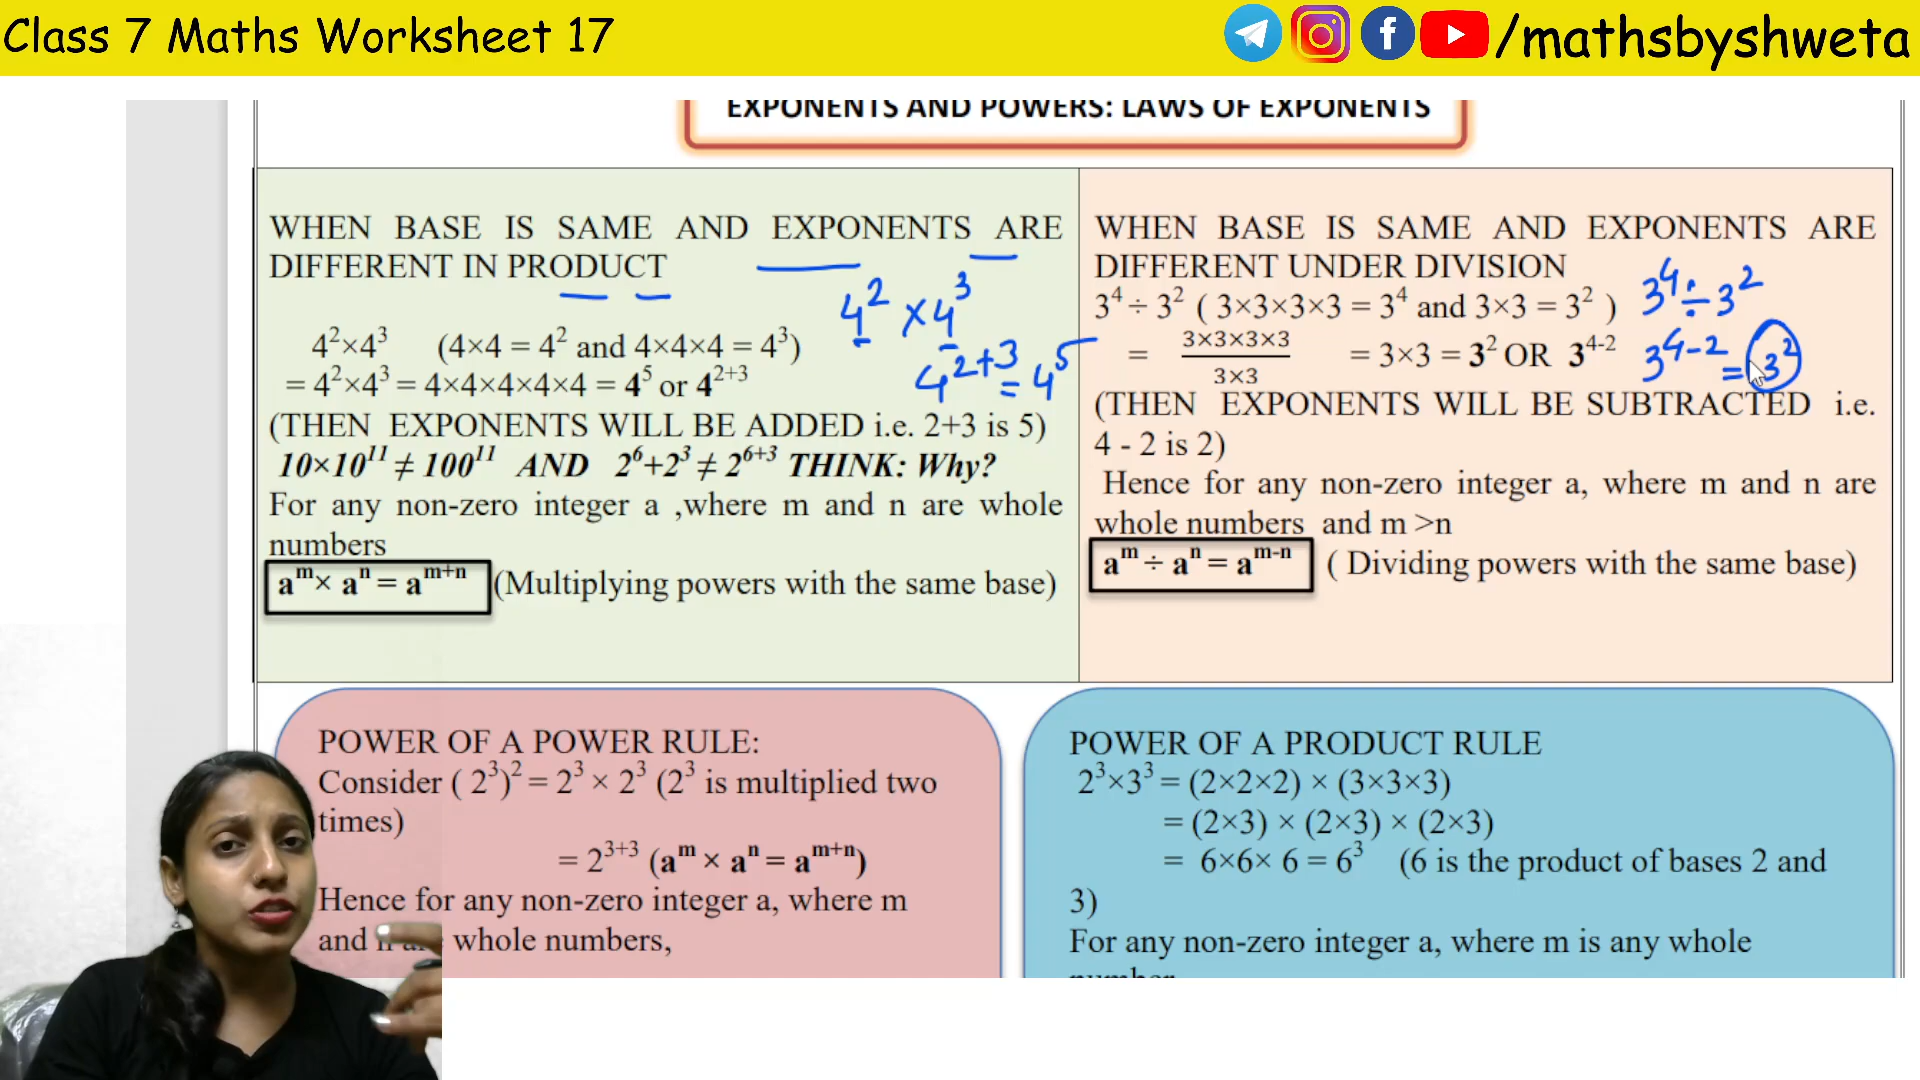 Class 7 Maths Worksheet 17
/mathsbyshweta
EXPONENTS AND POWERS: LAWS OF EXPONENTS
WHEN BASE IS SAME AND EXPONENTS ARE
DIFFERENT IN PRODUCT
4² × 4³
4²×4³ (4×4 = 4² and 4×4×4 = 4³)
4²⁺³ = 4⁵
= 4²×4³ = 4×4×4×4×4 = 4⁵ or 4²⁺³
(THEN EXPONENTS WILL BE ADDED i.e. 2+3 is 5)
10×10¹¹ ≠ 100¹¹ AND 2⁶+2³ ≠ 2⁶⁺³ THINK: Why?
For any non-zero integer a ,where m and n are whole
numbers
aᵐ× aⁿ = aᵐ⁺ⁿ (Multiplying powers with the same base)
WHEN BASE IS SAME AND EXPONENTS ARE
DIFFERENT UNDER DIVISION
3⁴ ÷ 3² ( 3×3×3×3 = 3⁴ and 3×3 = 3² ) 3⁴ ÷ 3²
= 3×3×3×3 / 3×3 = 3×3 = 3² OR 3⁴⁻² 3⁴⁻² = 3²
(THEN EXPONENTS WILL BE SUBTRACTED i.e.
4 - 2 is 2)
Hence for any non-zero integer a, where m and n are
whole numbers and m >n
aᵐ ÷ aⁿ = aᵐ⁻ⁿ ( Dividing powers with the same base)
POWER OF A POWER RULE:
Consider ( 2³)² = 2³ × 2³ (2³ is multiplied two
times)
= 2³⁺³ (aᵐ × aⁿ = aᵐ⁺ⁿ)
Hence for any non-zero integer a, where m
and whole numbers,
POWER OF A PRODUCT RULE
2³×3³ = (2×2×2) × (3×3×3)
= (2×3) × (2×3) × (2×3)
= 6×6× 6 = 6³ (6 is the product of bases 2 and
3)
For any non-zero integer a, where m is any whole